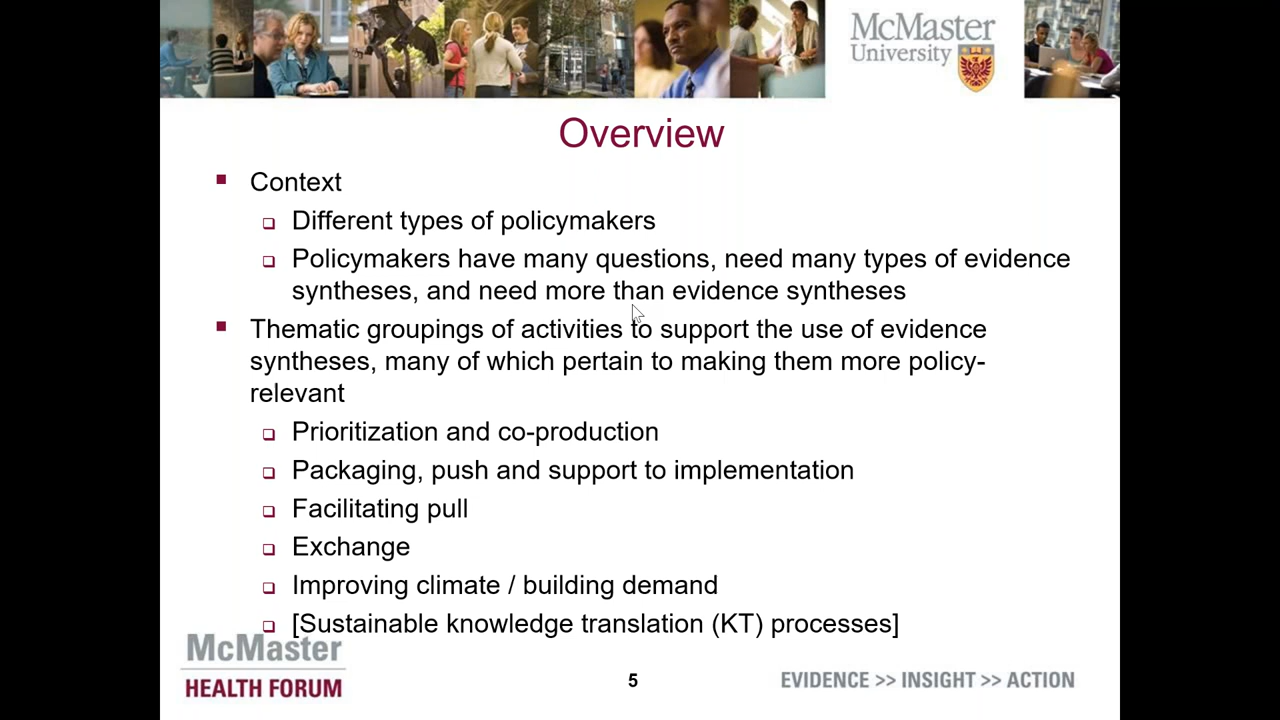 McMaster
University
Overview
Context
Different types of policymakers
Policymakers have many questions, need many types of evidence
syntheses, and need more than evidence syntheses
Thematic groupings of activities to support the use of evidence
syntheses, many of which pertain to making them more policy-
relevant
Prioritization and co-production
Packaging, push and support to implementation
Facilitating pull
Exchange
Improving climate / building demand
[Sustainable knowledge translation (KT) processes]
McMaster
HEALTH FORUM
5
EVIDENCE >> INSIGHT >> ACTION